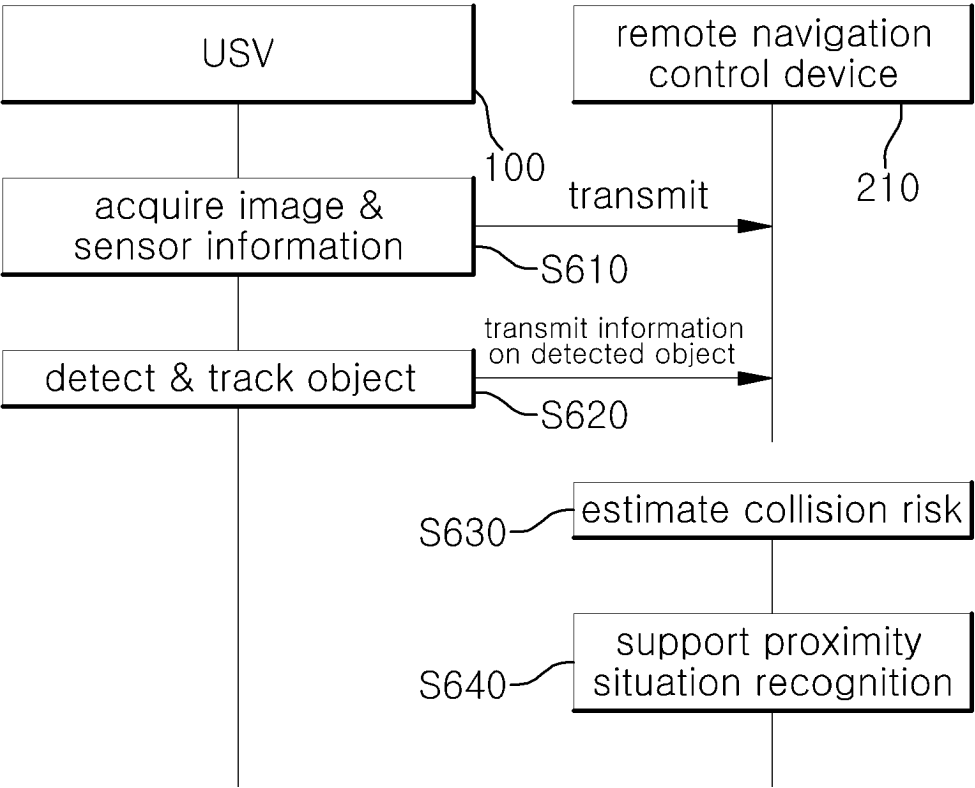 USV
remote navigation
control device
100
210
acquire image &
sensor information
transmit
S610
transmit information
on detected object
detect & track object
S620
estimate collision risk
S630
support proximity
situation recognition
S640